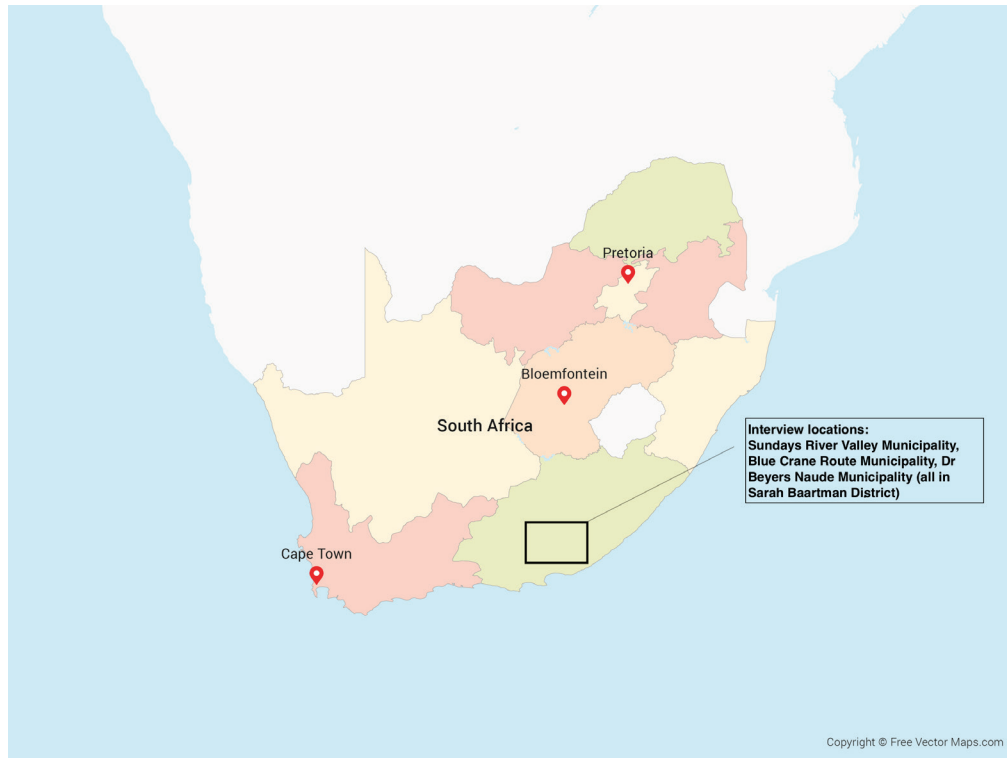 Pretoria
Bloemfontein
South Africa
Interview locations:
Sundays River Valley Municipality,
Blue Crane Route Municipality, Dr
Beyers Naude Municipality (all in
Sarah Baartman District)
Cape Town
Copyright © Free Vector Maps.com